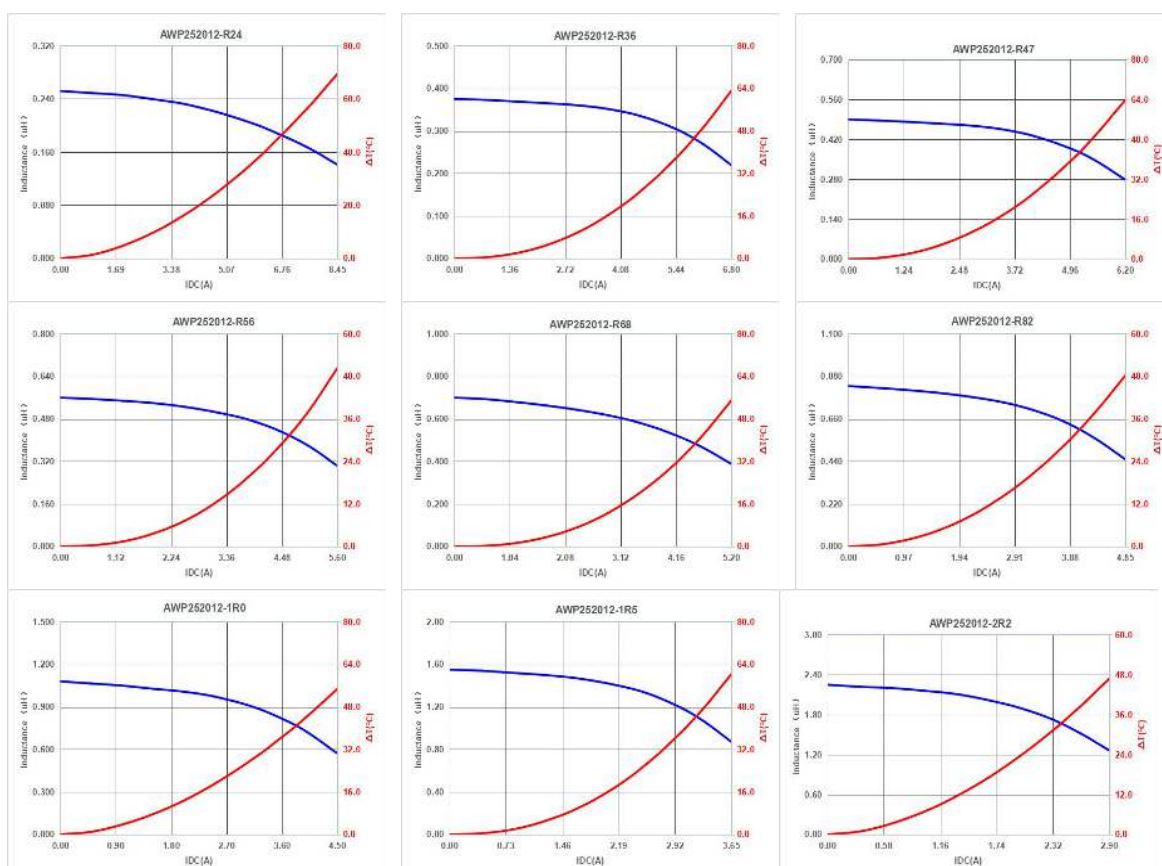 AWP252012-R24
0.320 80.0
0.240 60.0
0.160 40.0
0.080 20.0
0.000 0.0
Inductance (uH)
ΔT(°C)
0.00 1.69 3.38 5.07 6.76 8.45
IDC(A)
AWP252012-R36
0.500 80.0
0.400 64.0
0.300 48.0
0.200 32.0
0.100 16.0
0.000 0.0
Inductance (uH)
ΔT(°C)
0.00 1.36 2.72 4.08 5.44 6.80
IDC(A)
AWP252012-R47
0.700 80.0
0.560 64.0
0.420 48.0
0.280 32.0
0.140 16.0
0.000 0.0
Inductance (uH)
ΔT(°C)
0.00 1.24 2.48 3.72 4.96 6.20
IDC(A)
AWP252012-R56
0.800 60.0
0.640 48.0
0.480 36.0
0.320 24.0
0.160 12.0
0.000 0.0
Inductance (uH)
ΔT(°C)
0.00 1.12 2.24 3.36 4.48 5.60
IDC(A)
AWP252012-R68
1.000 80.0
0.800 64.0
0.600 48.0
0.400 32.0
0.200 16.0
0.000 0.0
Inductance (uH)
ΔT(°C)
0.00 1.04 2.08 3.12 4.16 5.20
IDC(A)
AWP252012-R82
1.100 60.0
0.880 48.0
0.660 36.0
0.440 24.0
0.220 12.0
0.000 0.0
Inductance (uH)
ΔT(°C)
0.00 0.97 1.94 2.91 3.88 4.85
IDC(A)
AWP252012-1R0
1.500 80.0
1.200 64.0
0.900 48.0
0.600 32.0
0.300 16.0
0.000 0.0
Inductance (uH)
ΔT(°C)
0.00 0.90 1.80 2.70 3.60 4.50
IDC(A)
AWP252012-1R5
2.00 80.0
1.60 64.0
1.20 48.0
0.80 32.0
0.40 16.0
0.00 0.0
Inductance (uH)
ΔT(°C)
0.00 0.73 1.46 2.19 2.92 3.65
IDC(A)
AWP252012-2R2
3.00 60.0
2.40 48.0
1.80 36.0
1.20 24.0
0.60 12.0
0.00 0.0
Inductance (uH)
ΔT(°C)
0.00 0.58 1.16 1.74 2.32 2.90
IDC(A)